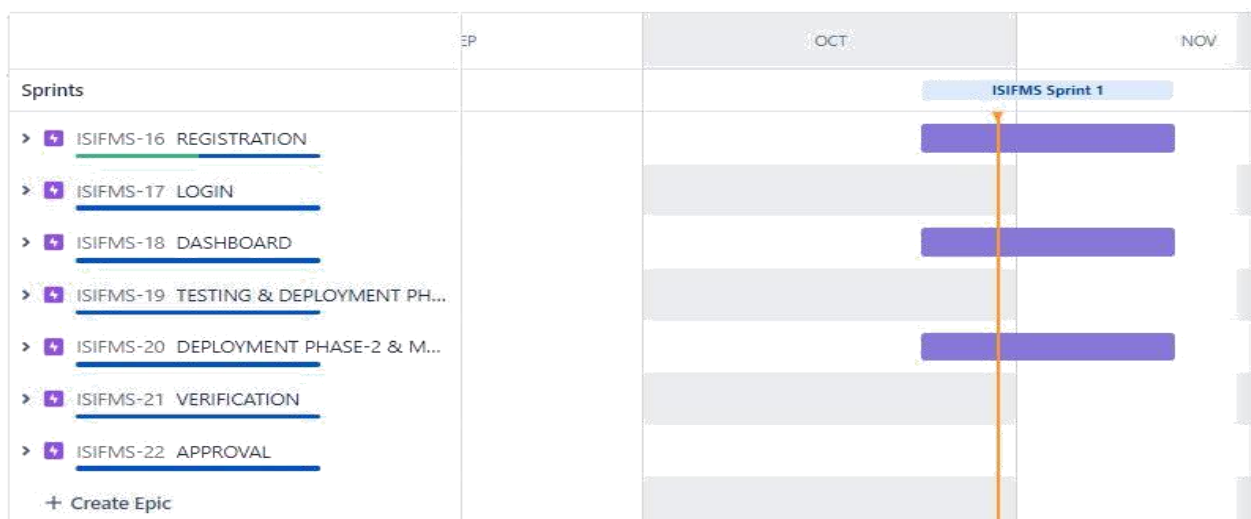 EP OCT NOV
Sprints ISIFMS Sprint 1
ISIFMS-16 REGISTRATION
ISIFMS-17 LOGIN
ISIFMS-18 DASHBOARD
ISIFMS-19 TESTING & DEPLOYMENT PH...
ISIFMS-20 DEPLOYMENT PHASE-2 & M...
ISIFMS-21 VERIFICATION
ISIFMS-22 APPROVAL
+ Create Epic